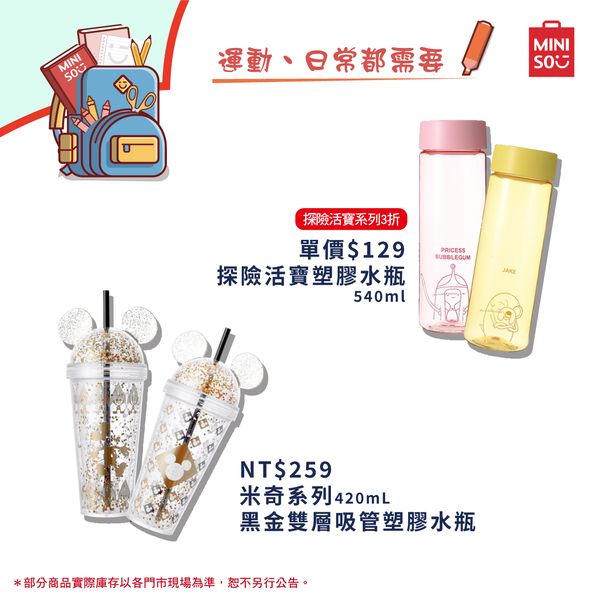 運動、日常都需要
MINI
SO
MINI
SO
探險活寶系列3折
單價$129
探險活寶塑膠水瓶
540ml
PRICESS
BUBBLEGUM
JAKE
NT$259
米奇系列420mL
黑金雙層吸管塑膠水瓶
＊部分商品實際庫存以各門市現場為準，恕不另行公告。